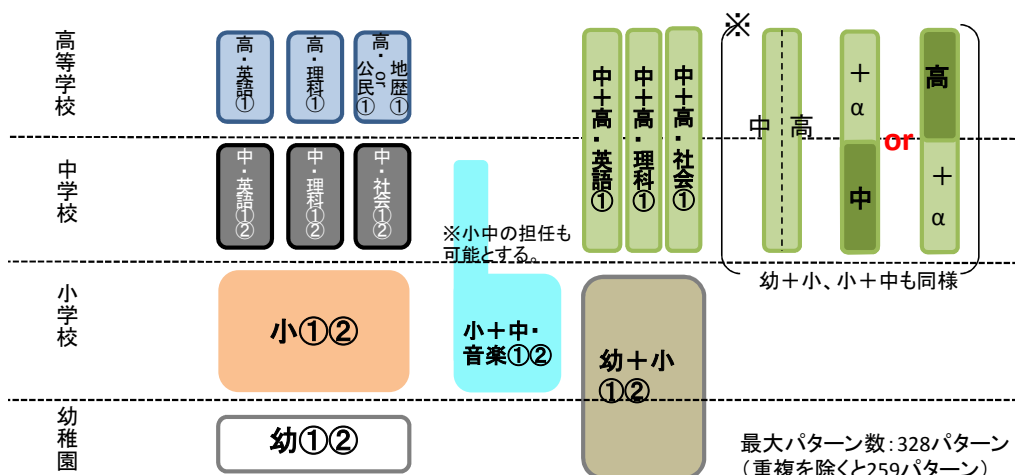 高等学校
高・英語①
高・理科①
高・地歴①
or
公民①
中学校
中・英語①②
中・理科①②
中・社会①②
※小中の担任も
可能とする。
小学校
小①②
小＋中・
音楽①②
幼＋小
①②
幼稚園
幼①②
中＋高・英語①
中＋高・理科①
中＋高・社会①
※
中 高
＋α
中
or
高
＋α
幼＋小、小＋中も同様
最大パターン数：328パターン
（重複を除くと259パターン）